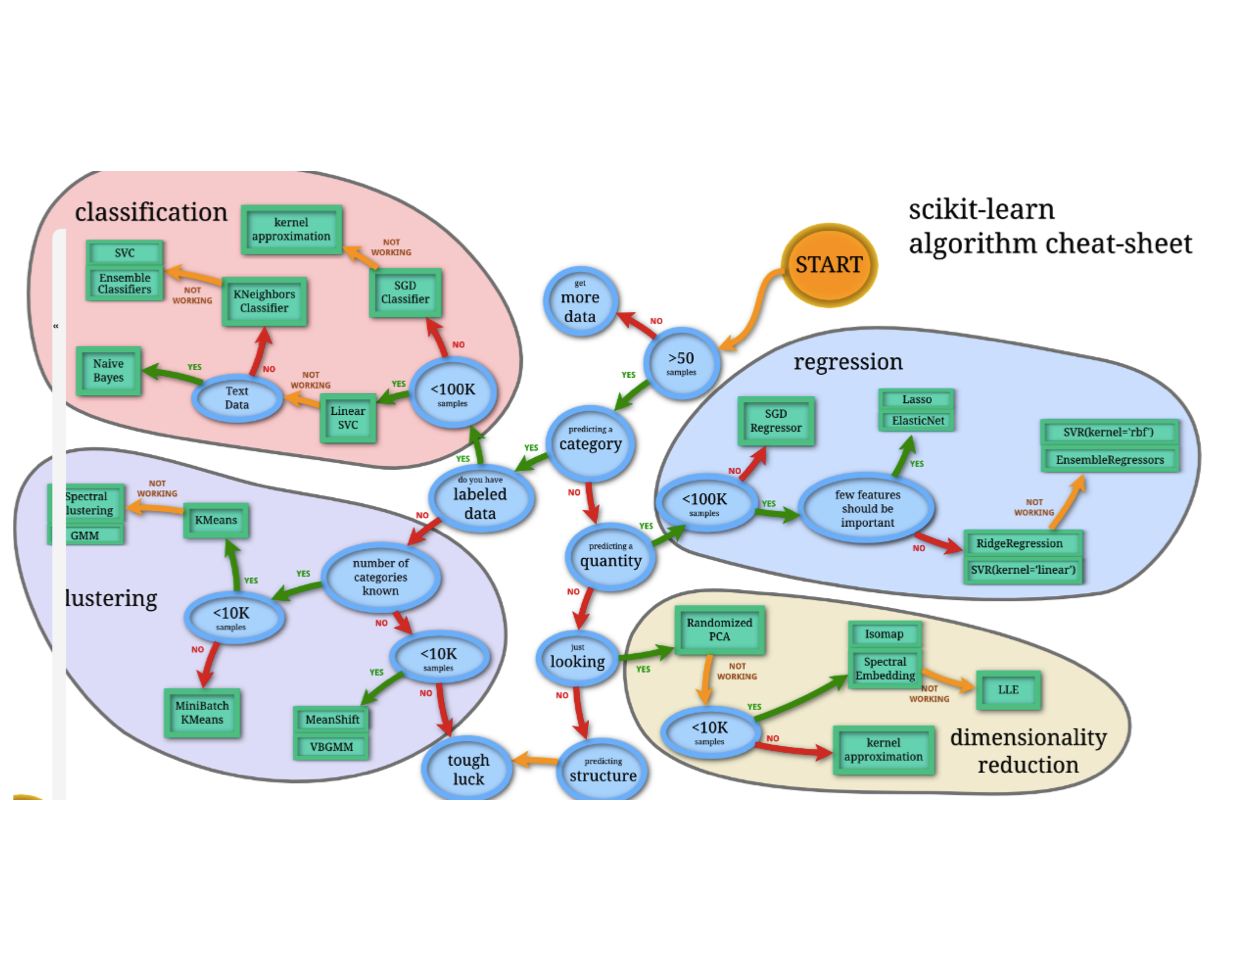 scikit-learn
algorithm cheat-sheet
START
get
more
data
NO
>50
samples
YES
predicting a
category
YES
NO
do you have
labeled
data
YES
NO
predicting a
quantity
YES
NO
just
looking
YES
NO
predicting
structure
tough
luck
classification
kernel
approximation
NOT
WORKING
SVC
Ensemble
Classifiers
NOT
WORKING
KNeighbors
Classifier
SGD
Classifier
NO
Naive
Bayes
YES
NO
Text
Data
NOT
WORKING
Linear
SVC
YES
<100K
samples
«
regression
SGD
Regressor
Lasso
ElasticNet
SVR(kernel='rbf')
EnsembleRegressors
NO
YES
<100K
samples
YES
few features
should be
important
NOT
WORKING
NO
RidgeRegression
SVR(kernel='linear')
Spectral
lustering
GMM
NOT
WORKING
KMeans
number of
categories
known
YES
YES
NO
lustering
<10K
samples
NO
<10K
samples
YES
NO
MiniBatch
KMeans
MeanShift
VBGMM
Randomized
PCA
NOT
WORKING
Isomap
Spectral
Embedding
NOT
WORKING
LLE
<10K
samples
YES
NO
kernel
approximation
dimensionality
reduction